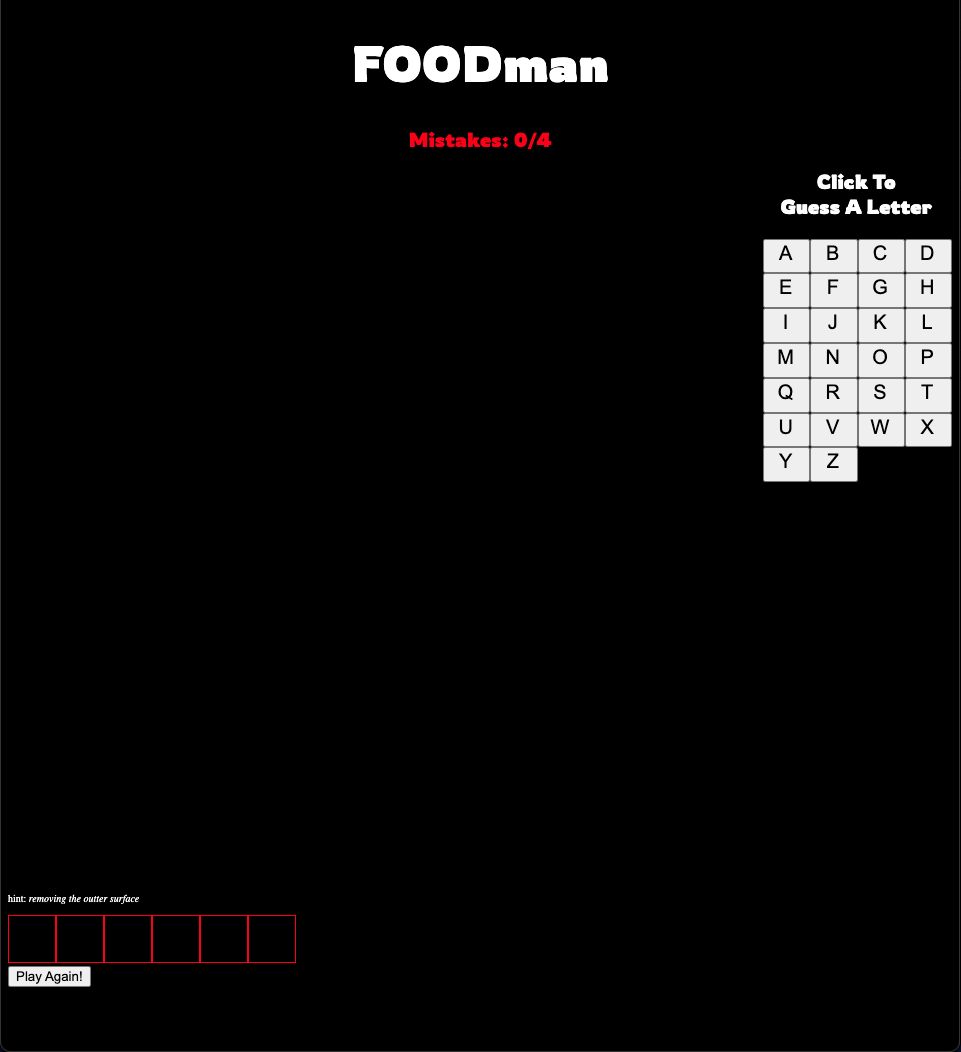 FOODman
Mistakes: 0/4
Click To
Guess A Letter
A B C D
E F G H
I J K L
M N O P
Q R S T
U V W X
Y Z
hint: removing the outter surface
Play Again!